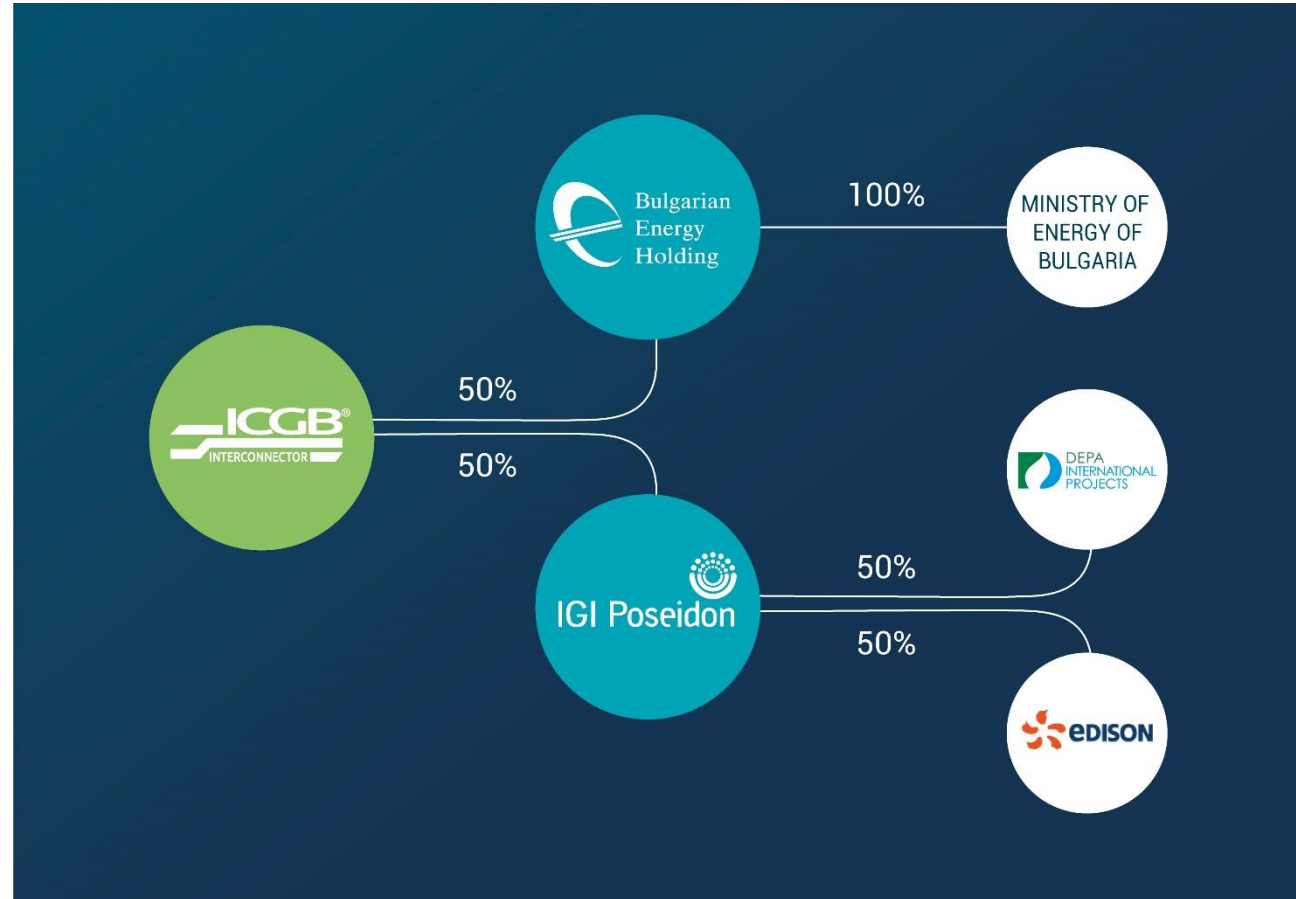 Bulgarian
Energy
Holding
100%
MINISTRY OF
ENERGY OF
BULGARIA
ICGB®
INTERCONNECTOR
50%
50%
IGI Poseidon
50%
50%
DEPA
INTERNATIONAL
PROJECTS
eDISON